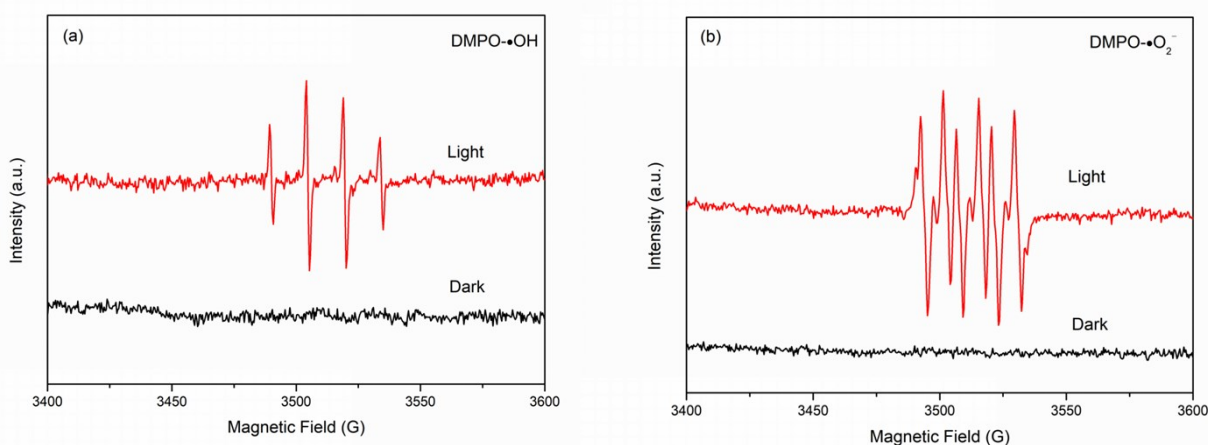 (a)
DMPO-•OH
Light
Dark
Intensity (a.u.)
3400 3450 3500 3550 3600
Magnetic Field (G)
(b)
DMPO-•O₂⁻
Light
Dark
Intensity (a.u.)
3400 3450 3500 3550 3600
Magnetic Field (G)